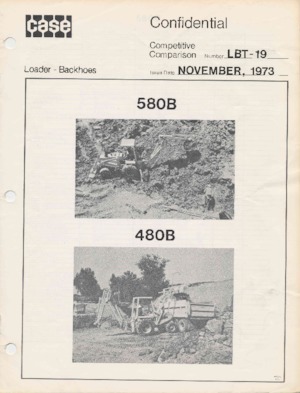 case
Confidential
Competitive
Comparison Number LBT-19
Loader - Backhoes Issue Date NOVEMBER, 1973
580B
480B